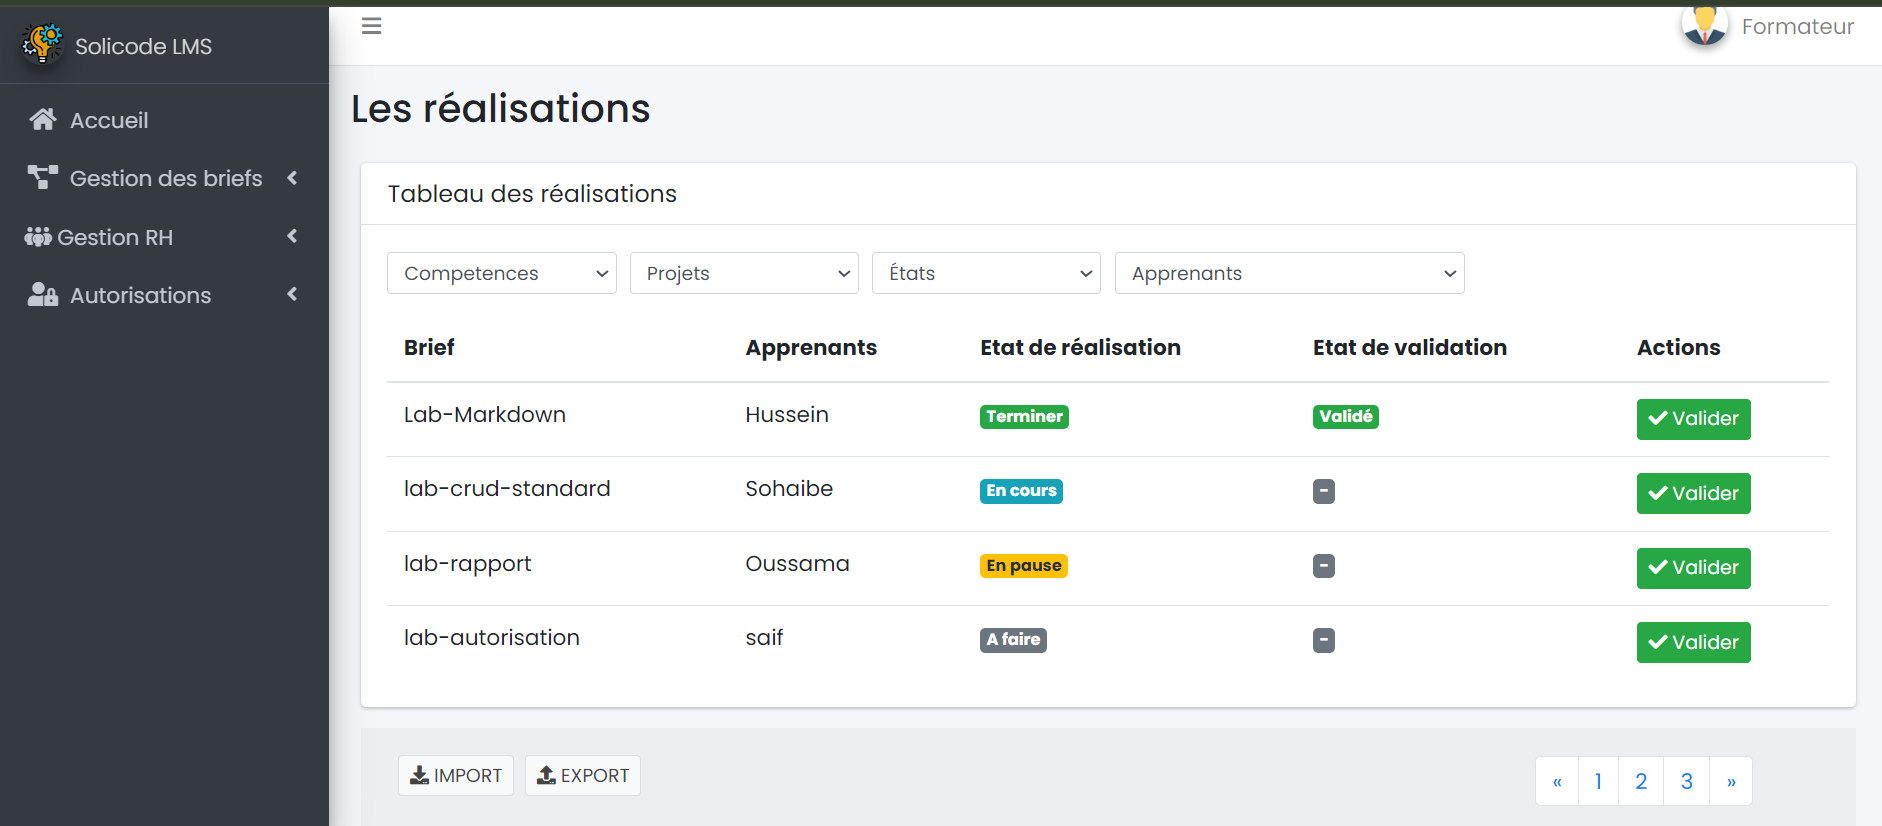 Solicode LMS
Formateur
Accueil
Gestion des briefs
Gestion RH
Autorisations
Les réalisations
Tableau des réalisations
Competences Projets États Apprenants
Brief Apprenants Etat de réalisation Etat de validation Actions
Lab-Markdown Hussein Terminer Validé Valider
lab-crud-standard Sohaibe En cours - Valider
lab-rapport Oussama En pause - Valider
lab-autorisation saif A faire - Valider
IMPORT EXPORT « 1 2 3 »